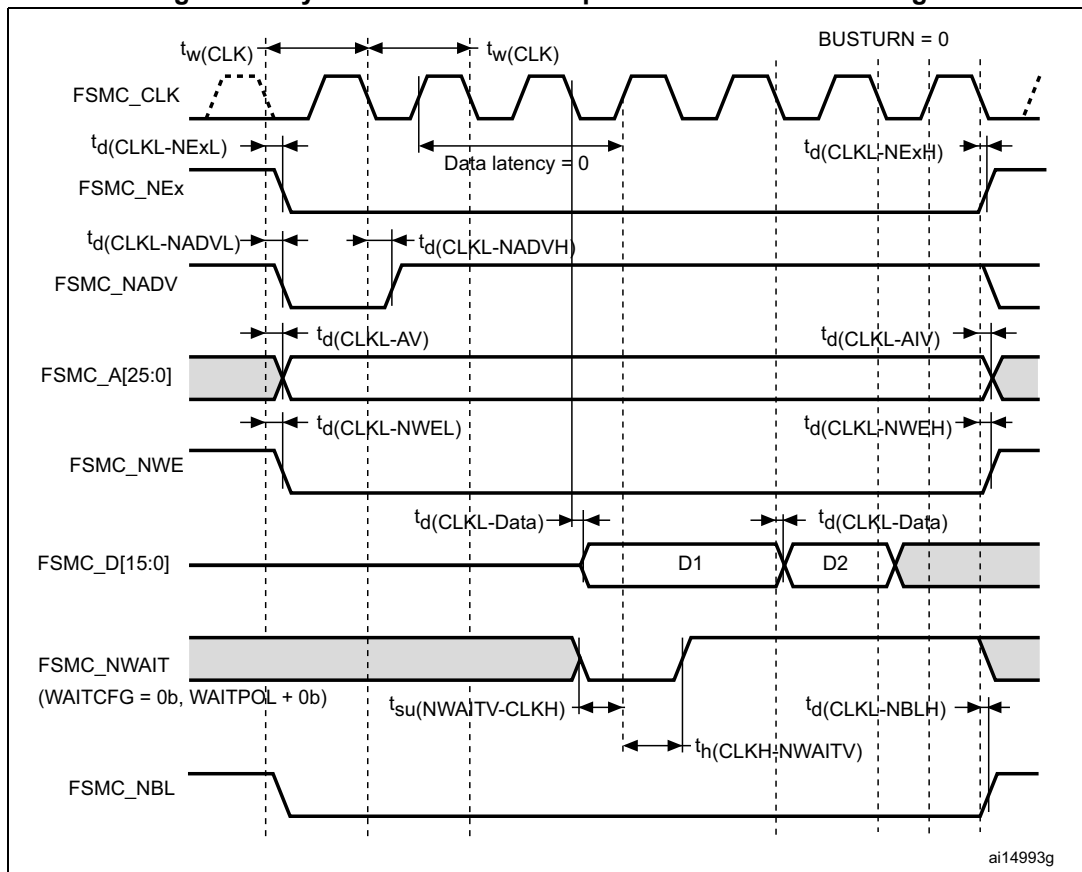 BUSTURN = 0
tw(CLK)
tw(CLK)
FSMC_CLK
td(CLKL-NExL)
Data latency = 0
td(CLKL-NExH)
FSMC_NEx
td(CLKL-NADVL)
td(CLKL-NADVH)
FSMC_NADV
td(CLKL-AV)
td(CLKL-AIV)
FSMC_A[25:0]
td(CLKL-NWEL)
td(CLKL-NWEH)
FSMC_NWE
td(CLKL-Data)
td(CLKL-Data)
FSMC_D[15:0]
D1
D2
FSMC_NWAIT
(WAITCFG = 0b, WAITPOL + 0b)
tsu(NWAITV-CLKH)
td(CLKL-NBLH)
th(CLKH-NWAITV)
FSMC_NBL
ai14993g